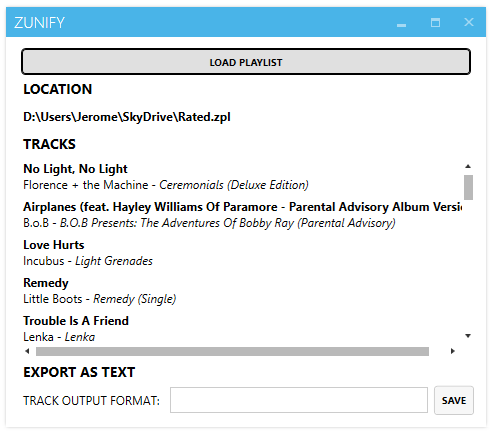 ZUNIFY
LOAD PLAYLIST
LOCATION
D:\Users\Jerome\SkyDrive\Rated.zpl
TRACKS
No Light, No Light
Florence + the Machine - Ceremonials (Deluxe Edition)
Airplanes (feat. Hayley Williams Of Paramore - Parental Advisory Album Versi
B.o.B - B.O.B Presents: The Adventures Of Bobby Ray (Parental Advisory)
Love Hurts
Incubus - Light Grenades
Remedy
Little Boots - Remedy (Single)
Trouble Is A Friend
Lenka - Lenka
EXPORT AS TEXT
TRACK OUTPUT FORMAT: SAVE